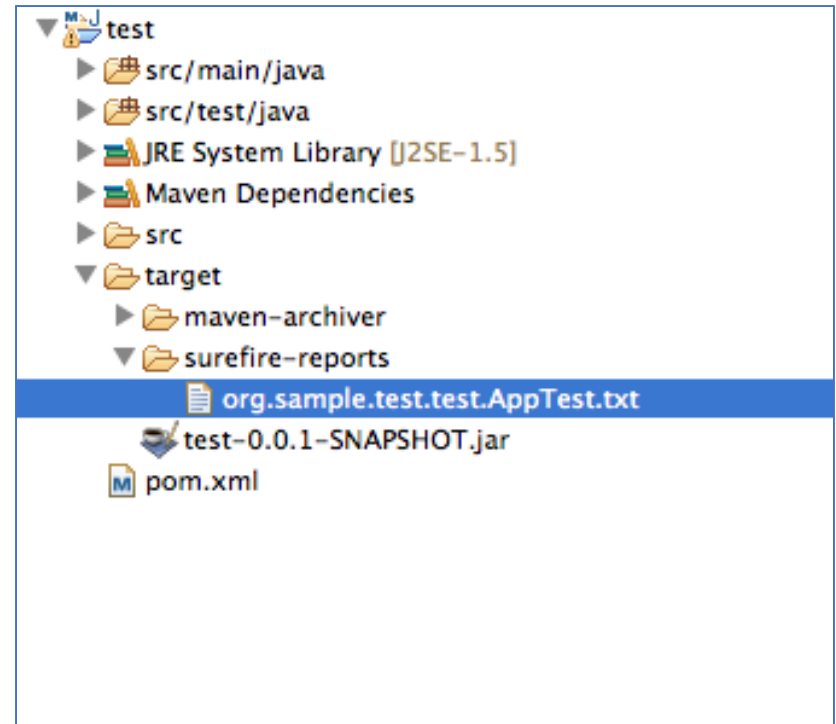 test
src/main/java
src/test/java
JRE System Library [J2SE-1.5]
Maven Dependencies
src
target
maven-archiver
surefire-reports
org.sample.test.test.AppTest.txt
test-0.0.1-SNAPSHOT.jar
pom.xml